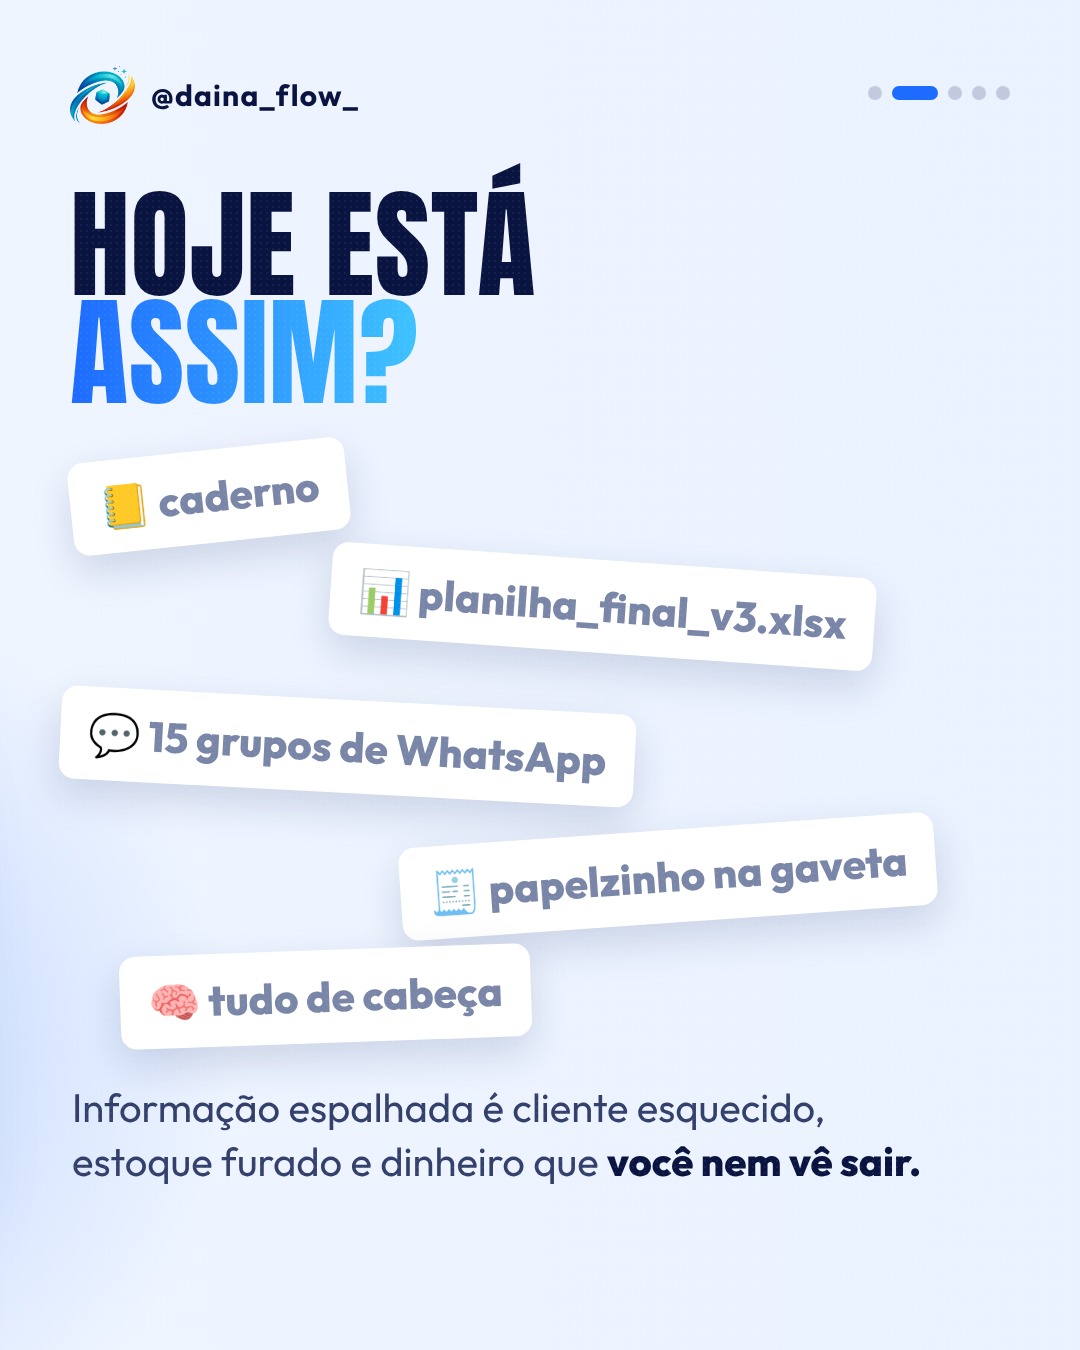 @daina_flow_
HOJE ESTÁ
ASSIM?
📒 caderno
📊 planilha_final_v3.xlsx
💬 15 grupos de WhatsApp
🧾 papelzinho na gaveta
🧠 tudo de cabeça
Informação espalhada é cliente esquecido,
estoque furado e dinheiro que você nem vê sair.